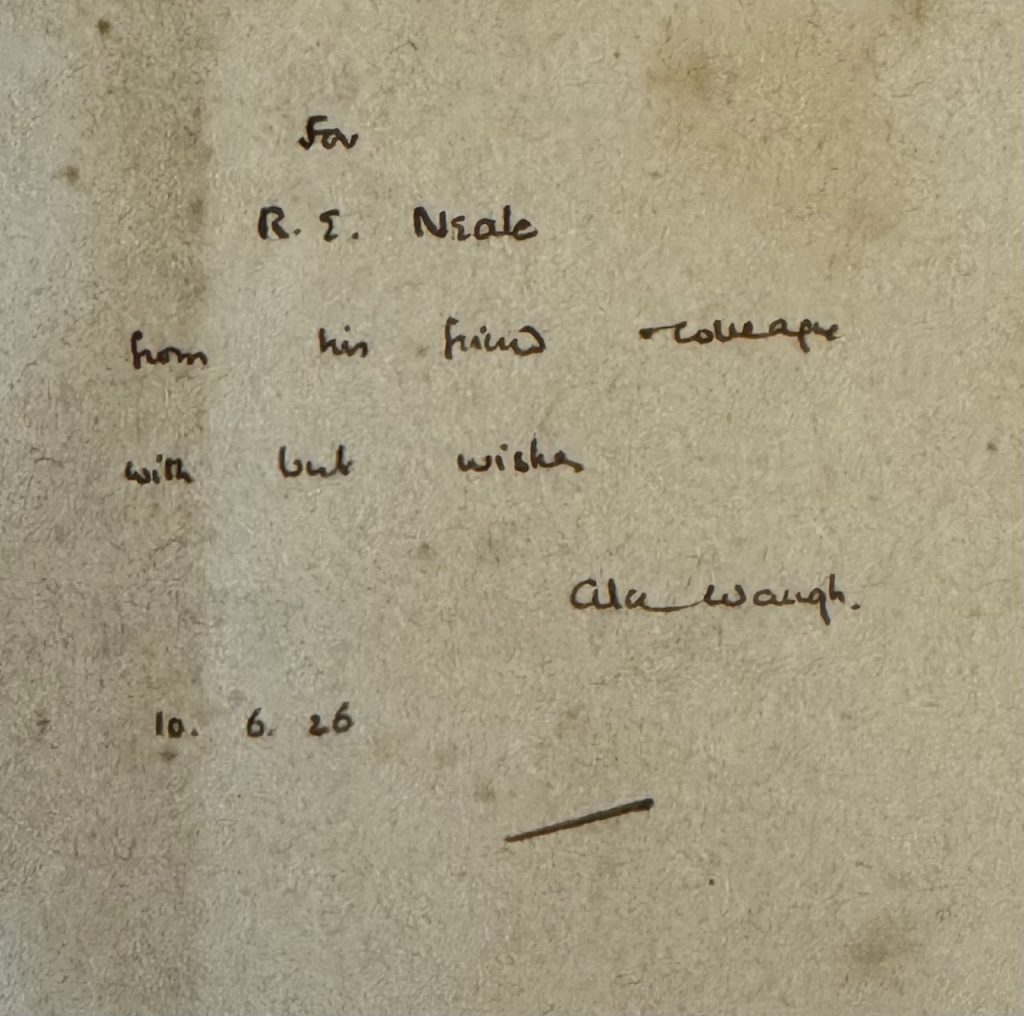 For
R. E. Neale
from his friend + colleague
with best wishes
Alec Waugh.
10. 6. 26